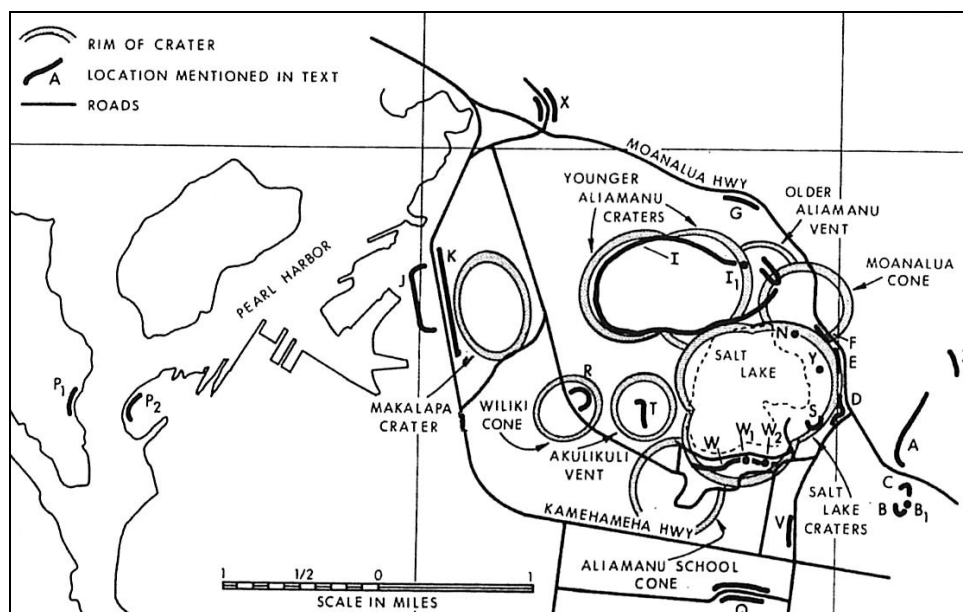 RIM OF CRATER
A
LOCATION MENTIONED IN TEXT
ROADS
X
MOANALUA HWY
YOUNGER
ALIAMANU
CRATERS
G
OLDER
ALIAMANU
VENT
MOANALUA
CONE
I
I1
K
J
PEARL HARBOR
N
F
SALT
LAKE
Y
E
P1
P2
MAKALAPA
CRATER
WILIKI
CONE
R
T
S
D
W
W1
W2
A
AKULIKULI
VENT
C
B
B1
SALT
LAKE
CRATERS
KAMEHAMEHA HWY
V
ALIAMANU SCHOOL
CONE
1
1/2
0
1
SCALE IN MILES